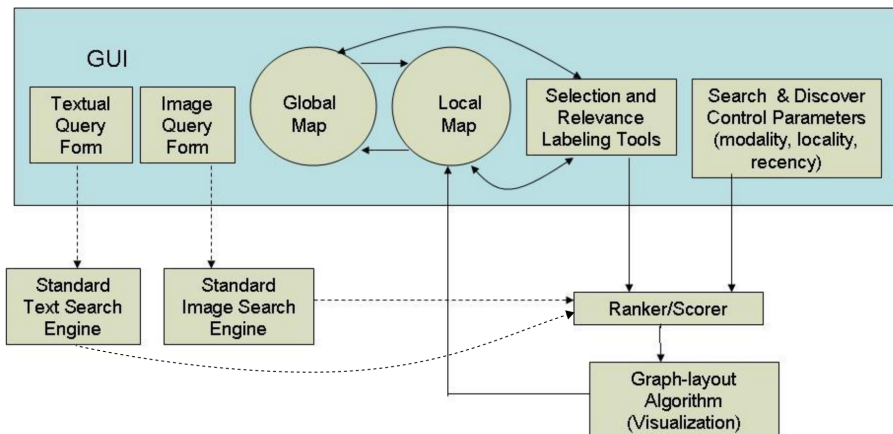 GUI
Textual
Query
Form
Image
Query
Form
Global
Map
Local
Map
Selection and
Relevance
Labeling Tools
Search & Discover
Control Parameters
(modality, locality,
recency)
Standard
Text Search
Engine
Standard
Image Search
Engine
Ranker/Scorer
Graph-layout
Algorithm
(Visualization)